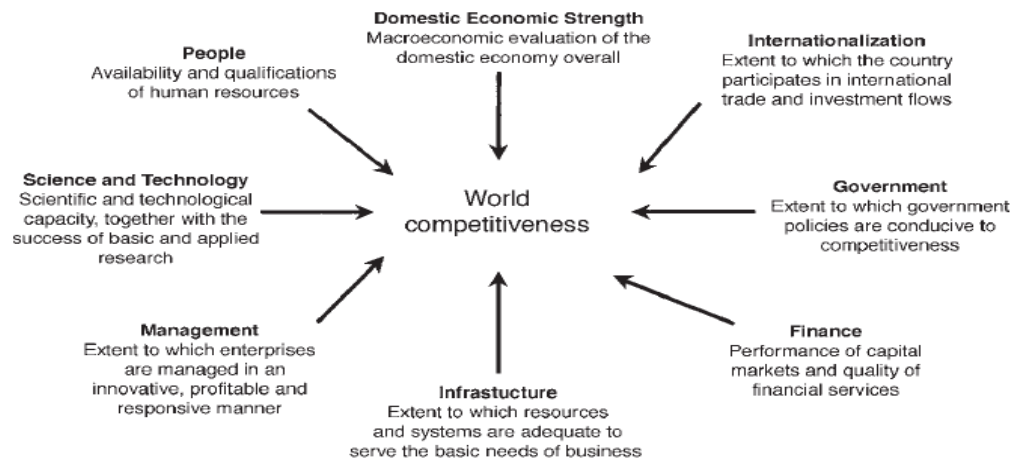 Domestic Economic Strength
Macroeconomic evaluation of the
domestic economy overall
Internationalization
Extent to which the country
participates in international
trade and investment flows
Government
Extent to which government
policies are conducive to
competitiveness
Finance
Performance of capital
markets and quality of
financial services
Infrastucture
Extent to which resources
and systems are adequate to
serve the basic needs of business
Management
Extent to which enterprises
are managed in an
innovative, profitable and
responsive manner
Science and Technology
Scientific and technological
capacity, together with the
success of basic and applied
research
People
Availability and qualifications
of human resources
World
competitiveness